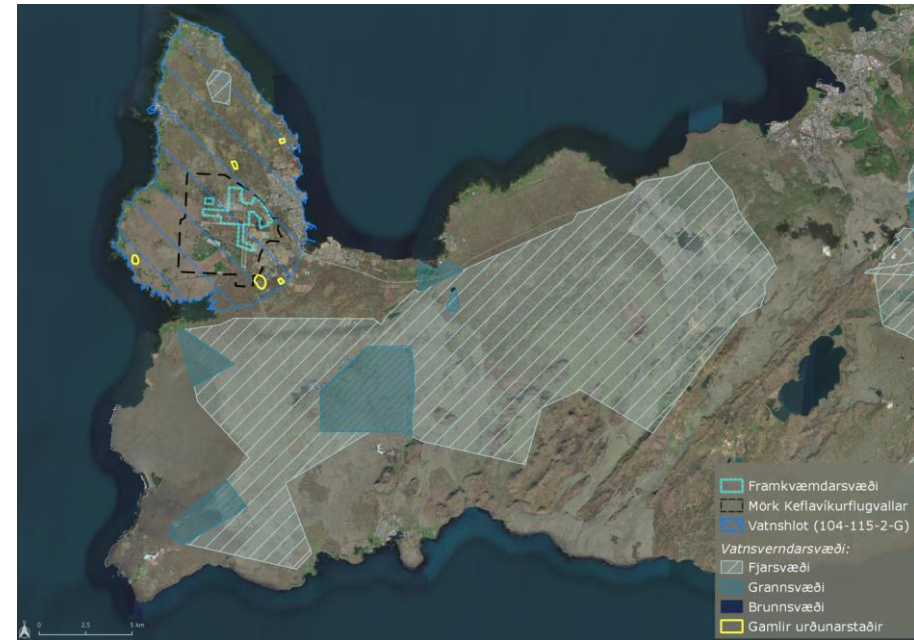 Framkvæmdarsvæði
Mörk Keflavíkurflugvallar
Vatnshlot (104-115-2-G)
Vatnsverndarsvæði:
Fjarsvæði
Grannsvæði
Brunnsvæði
Gamlir urðunarstaðir
0 2.5 5 km